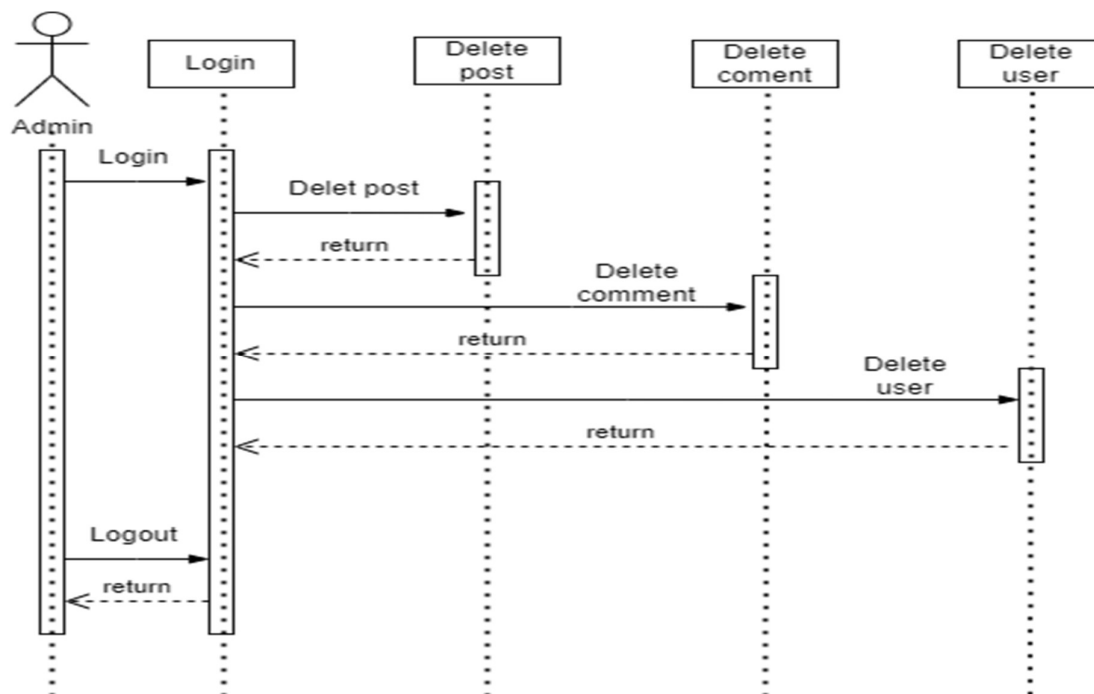 Login
Delete
post
Delete
coment
Delete
user
Admin
Login
Delet post
return
Delete
comment
return
Delete
user
return
Logout
return